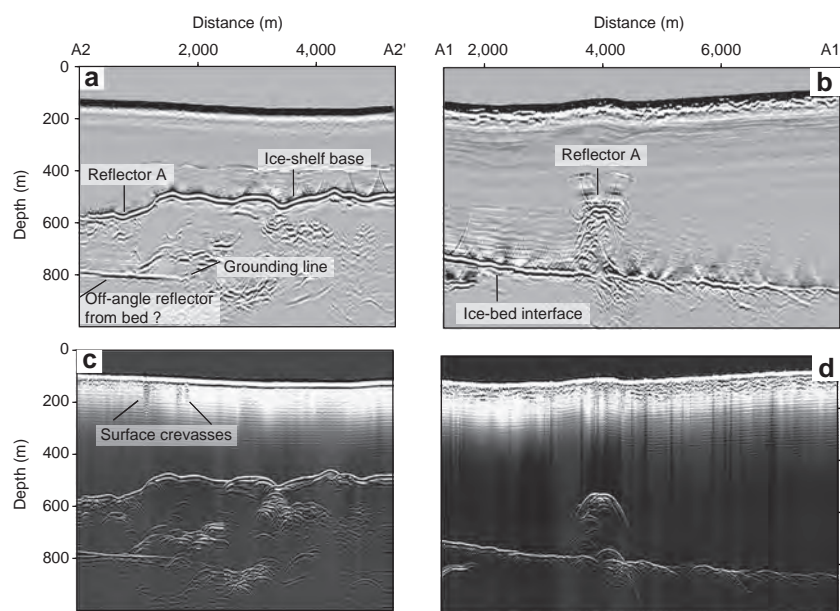 Distance (m)
Distance (m)
A2 2,000 4,000 A2'
A1 2,000 4,000 6,000 A1
0
200
400
600
800
Depth (m)
a
Reflector A
Ice-shelf base
Grounding line
Off-angle reflector
from bed ?
b
Reflector A
Ice-bed interface
0
200
400
600
800
Depth (m)
c
Surface crevasses
d